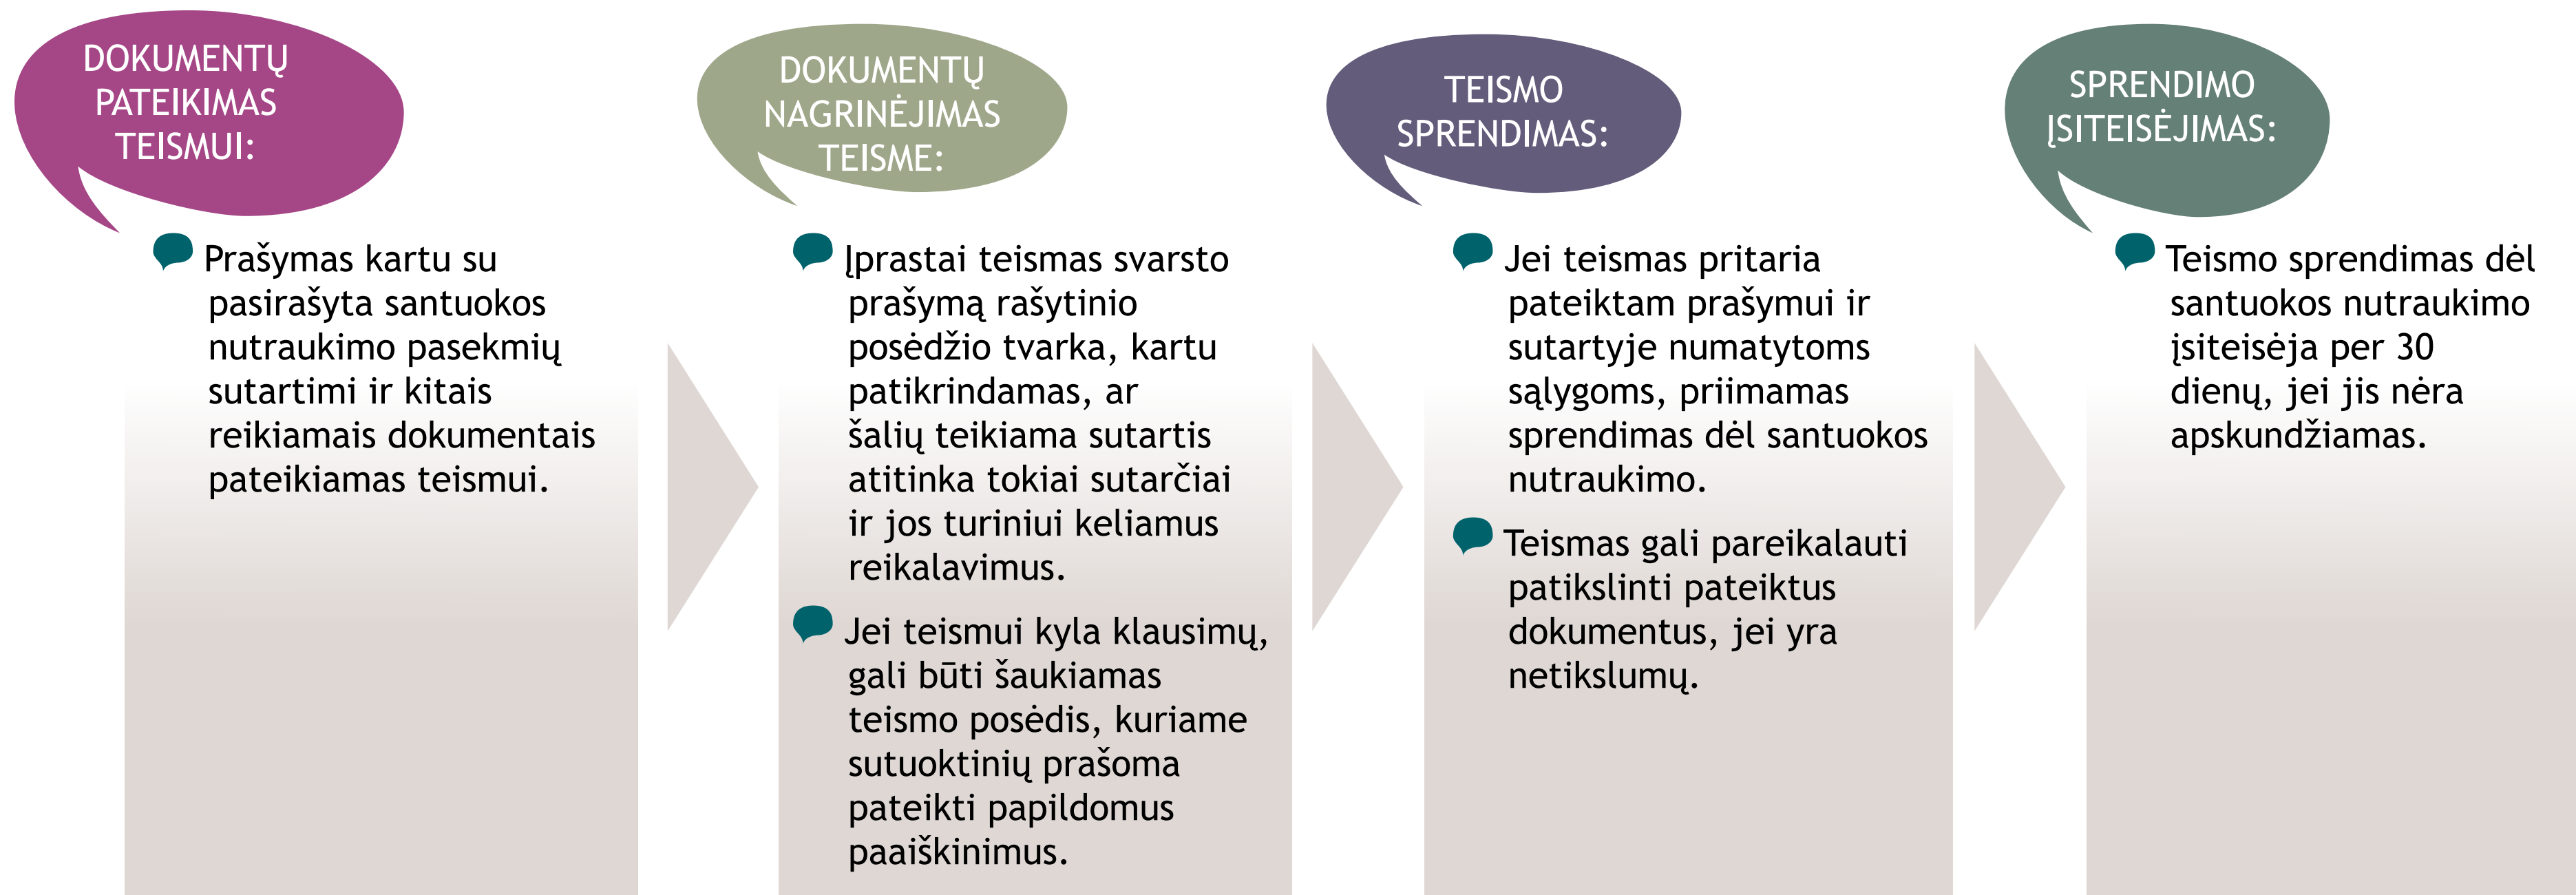 DOKUMENTŲ
PATEIKIMAS
TEISMUI:
Prašymas kartu su
pasirašyta santuokos
nutraukimo pasekmių
sutartimi ir kitais
reikiamais dokumentais
pateikiamas teismui.
DOKUMENTŲ
NAGRINĖJIMAS
TEISME:
Įprastai teismas svarsto
prašymą rašytinio
posėdžio tvarka, kartu
patikrindamas, ar
šalių teikiama sutartis
atitinka tokiai sutarčiai
ir jos turiniui keliamus
reikalavimus.
Jei teismui kyla klausimų,
gali būti šaukiamas
teismo posėdis, kuriame
sutuoktinių prašoma
pateikti papildomus
paaiškinimus.
TEISMO
SPRENDIMAS:
Jei teismas pritaria
pateiktam prašymui ir
sutartyje numatytoms
sąlygoms, priimamas
sprendimas dėl santuokos
nutraukimo.
Teismas gali pareikalauti
patikslinti pateiktus
dokumentus, jei yra
netikslumų.
SPRENDIMO
ĮSITEISĖJIMAS:
Teismo sprendimas dėl
santuokos nutraukimo
įsiteisėja per 30
dienų, jei jis nėra
apskundžiamas.